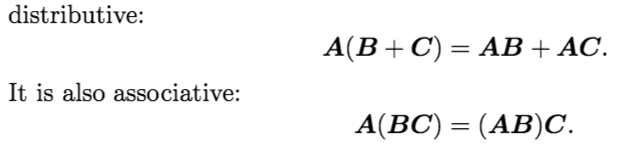 distributive:
A(B + C) = AB + AC.
It is also associative:
A(BC) = (AB)C.